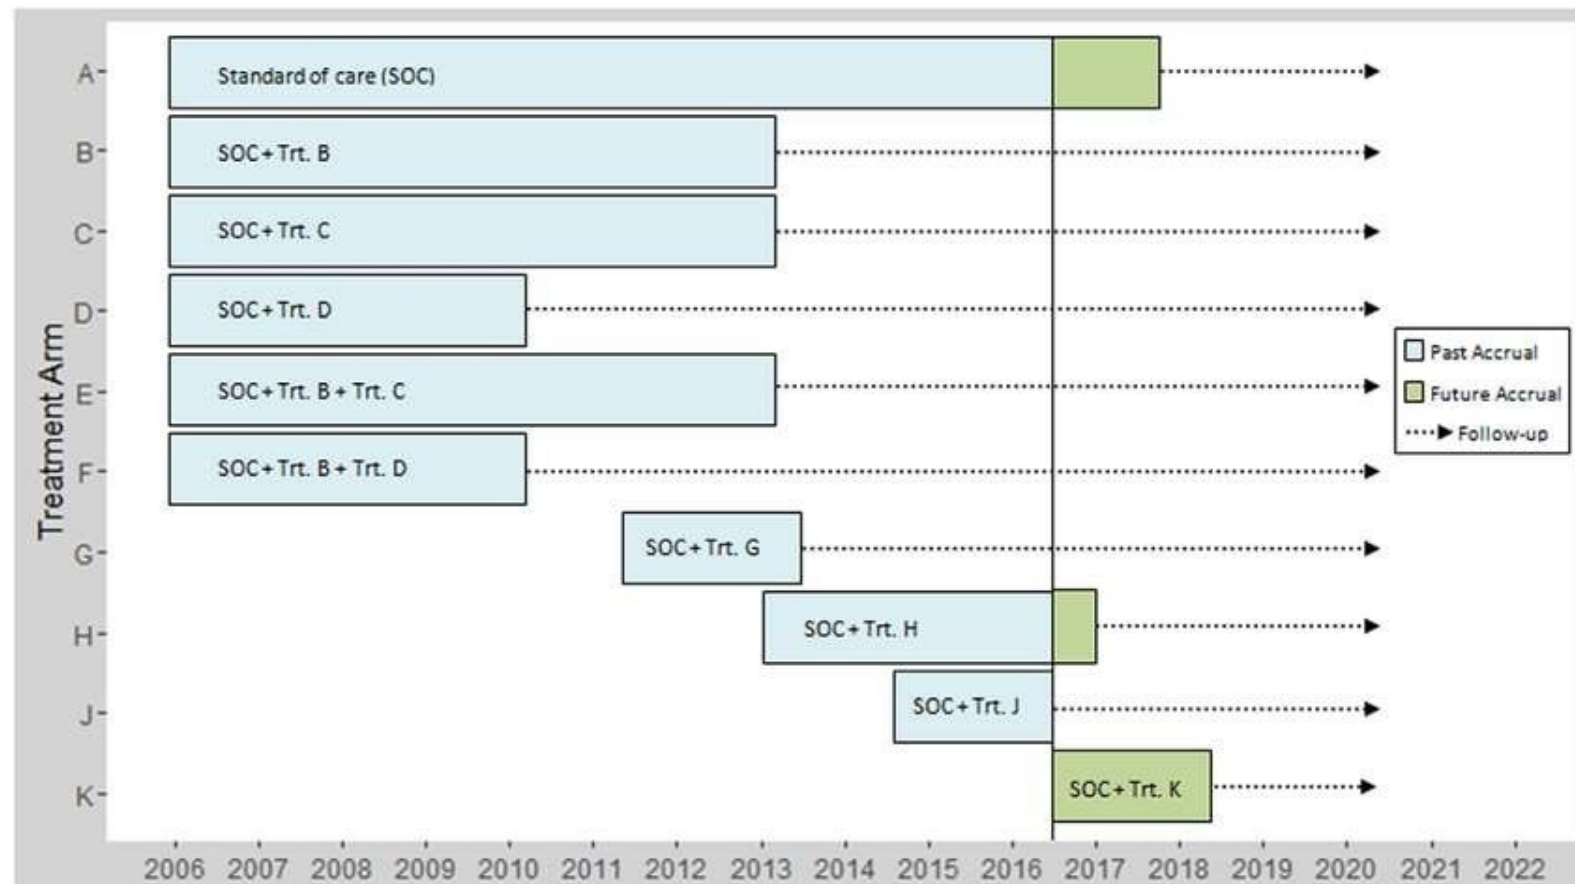 Treatment Arm
A
Standard of care (SOC)
B
SOC + Trt. B
C
SOC + Trt. C
D
SOC + Trt. D
E
SOC + Trt. B + Trt. C
F
SOC + Trt. B + Trt. D
G
SOC + Trt. G
H
SOC + Trt. H
J
SOC + Trt. J
K
SOC + Trt. K
Past Accrual
Future Accrual
Follow-up
2006 2007 2008 2009 2010 2011 2012 2013 2014 2015 2016 2017 2018 2019 2020 2021 2022